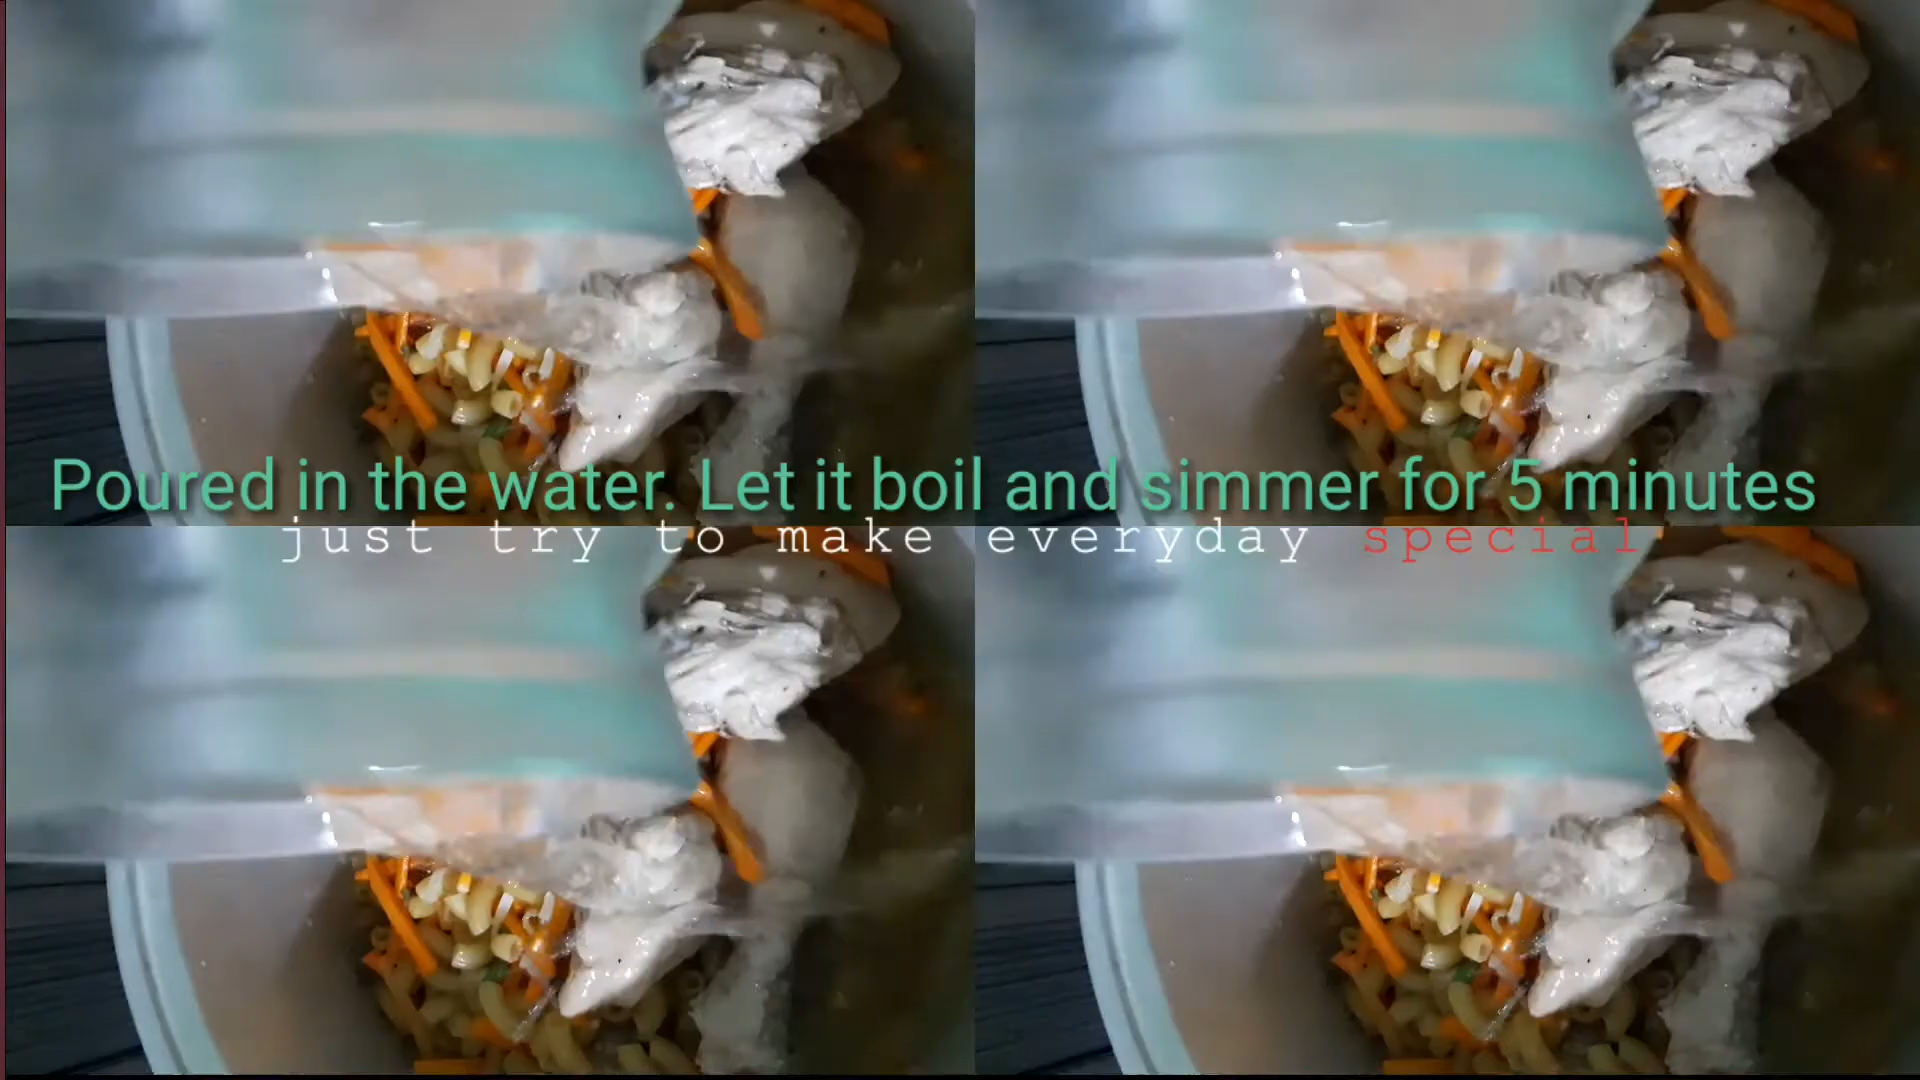 Poured in the water. Let it boil and simmer for 5 minutes
just try to make everyday special